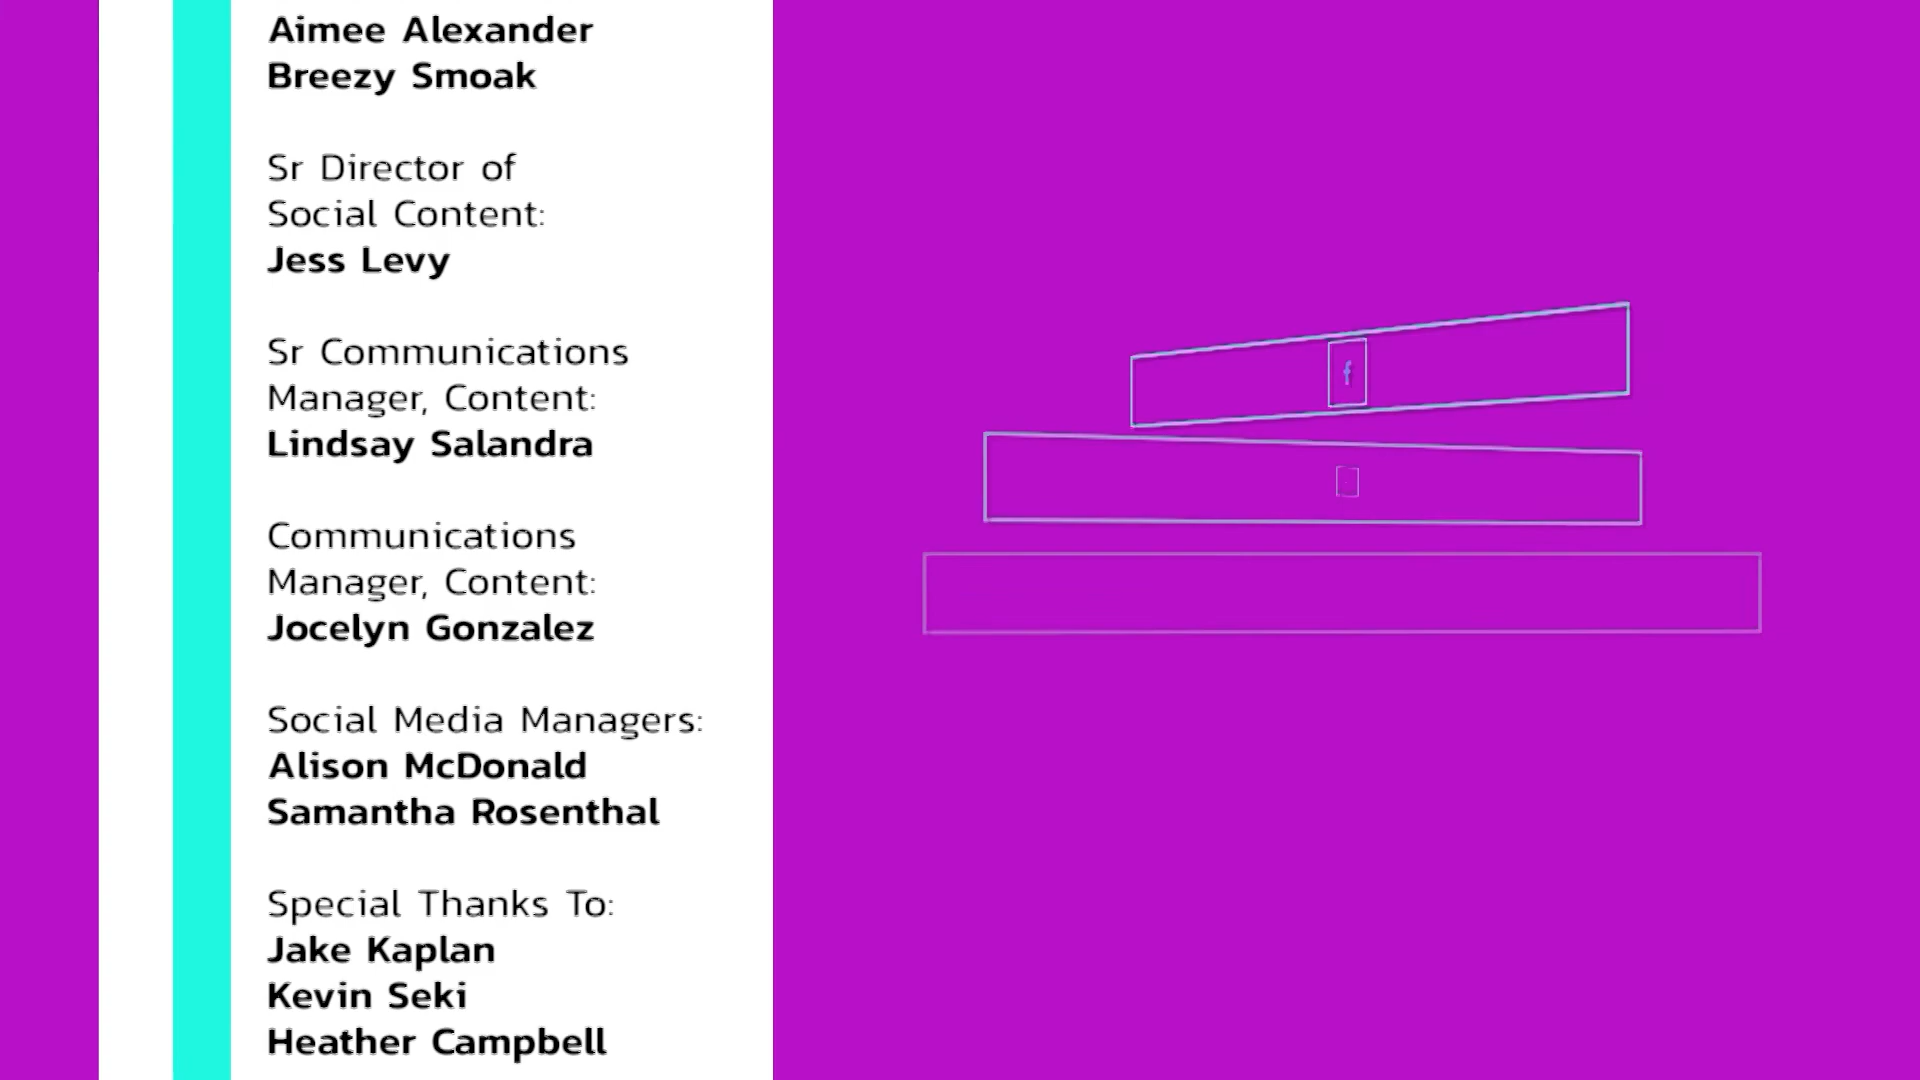 Aimee Alexander
Breezy Smoak
Sr Director of
Social Content:
Jess Levy
Sr Communications
Manager, Content:
Lindsay Salandra
Communications
Manager, Content:
Jocelyn Gonzalez
Social Media Managers:
Alison McDonald
Samantha Rosenthal
Special Thanks To:
Jake Kaplan
Kevin Seki
Heather Campbell
f